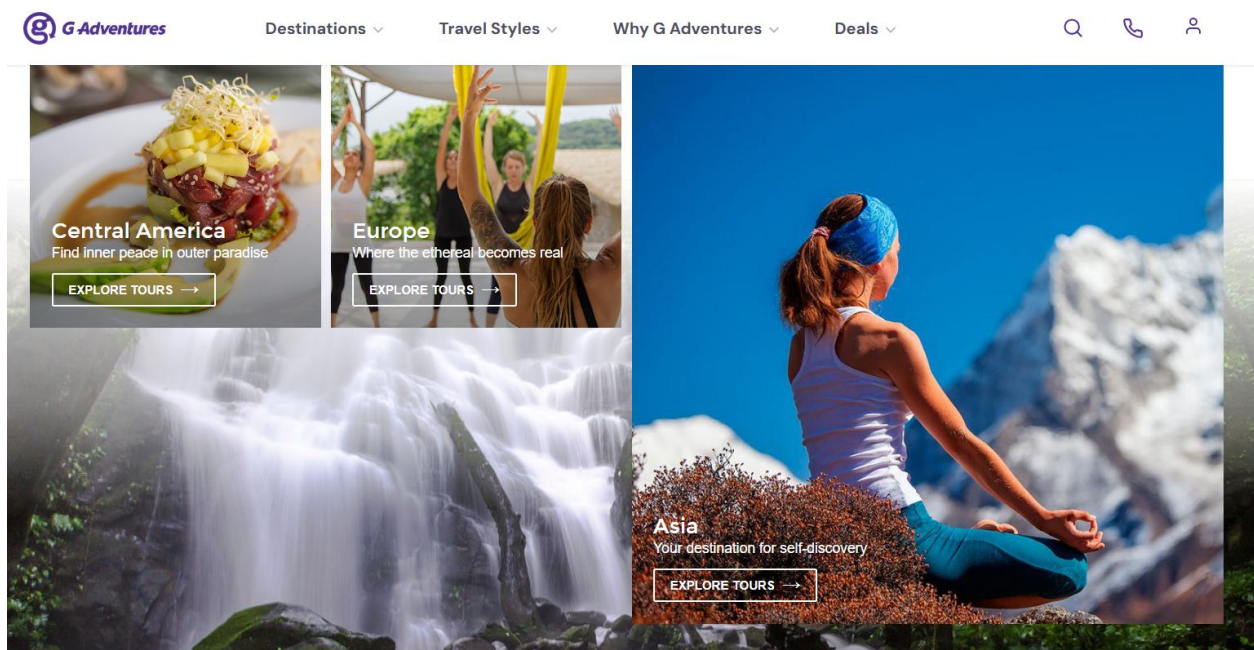 G Adventures
Destinations
Travel Styles
Why G Adventures
Deals
Central America
Find inner peace in outer paradise
EXPLORE TOURS →
Europe
Where the ethereal becomes real
EXPLORE TOURS →
Asia
Your destination for self-discovery
EXPLORE TOURS →